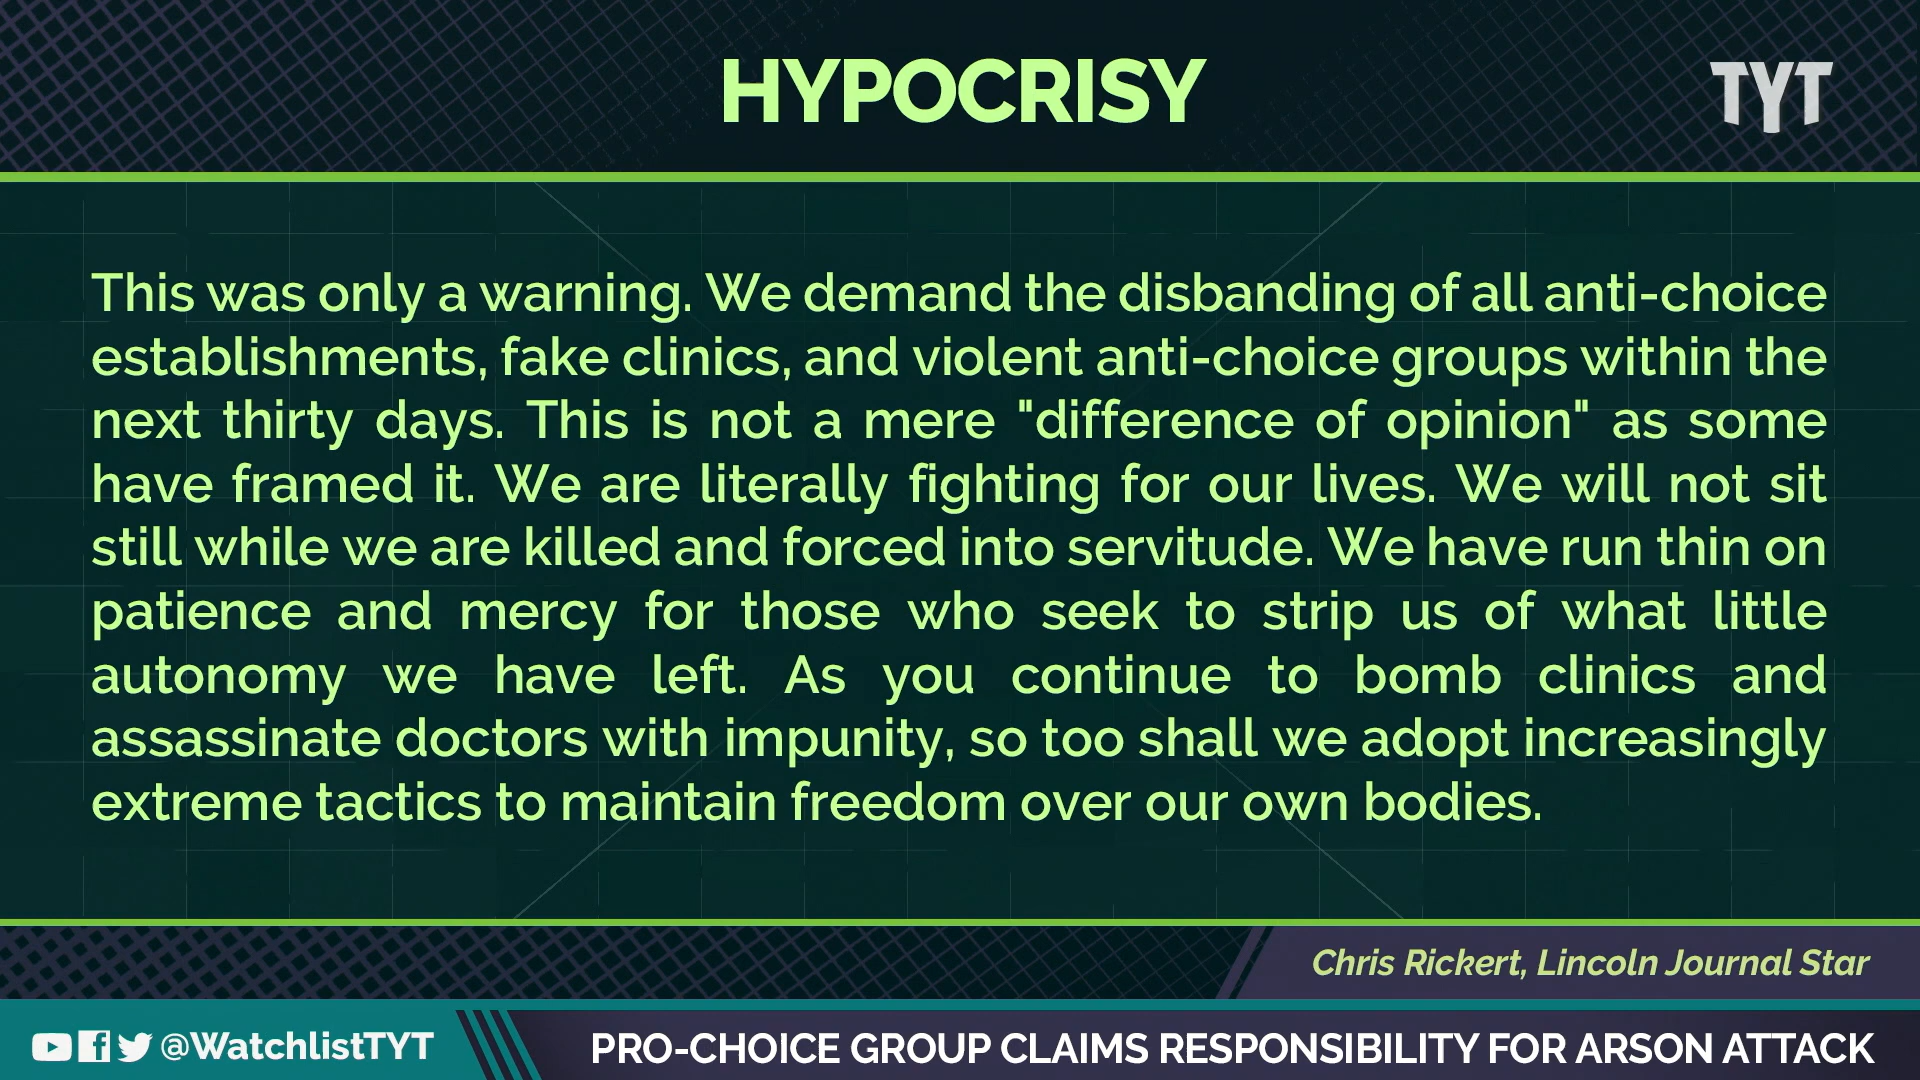 HYPOCRISY
TYT
This was only a warning. We demand the disbanding of all anti-choice
establishments, fake clinics, and violent anti-choice groups within the
next thirty days. This is not a mere "difference of opinion" as some
have framed it. We are literally fighting for our lives. We will not sit
still while we are killed and forced into servitude. We have run thin on
patience and mercy for those who seek to strip us of what little
autonomy we have left. As you continue to bomb clinics and
assassinate doctors with impunity, so too shall we adopt increasingly
extreme tactics to maintain freedom over our own bodies.
Chris Rickert, Lincoln Journal Star
@WatchlistTYT
PRO-CHOICE GROUP CLAIMS RESPONSIBILITY FOR ARSON ATTACK